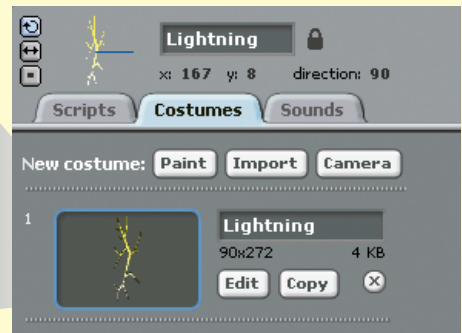 Lightning
x: 167 y: 8 direction: 90
Scripts Costumes Sounds
New costume: Paint Import Camera
1
Lightning
90x272 4 KB
Edit Copy